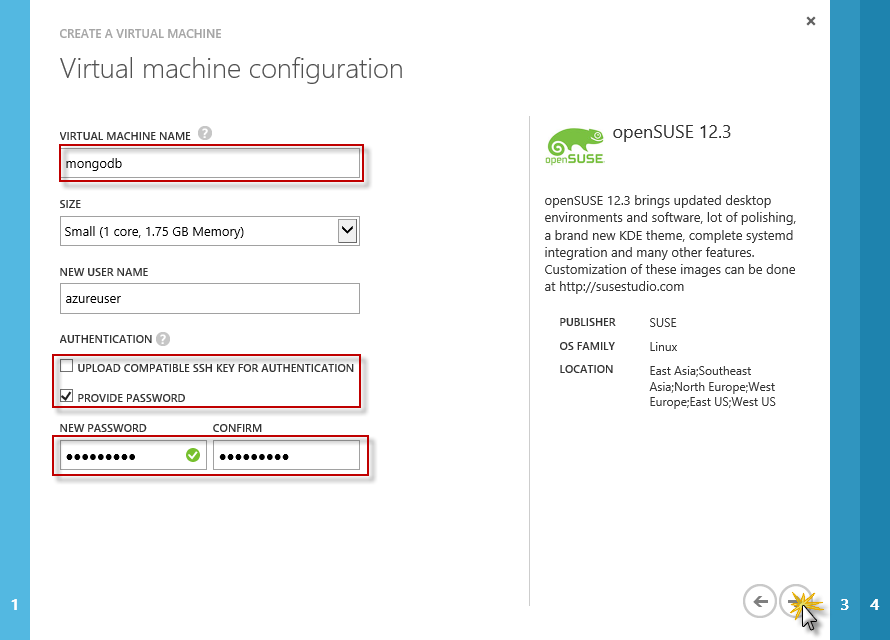 CREATE A VIRTUAL MACHINE
Virtual machine configuration
VIRTUAL MACHINE NAME ?
mongodb
SIZE
Small (1 core, 1.75 GB Memory)
NEW USER NAME
azureuser
AUTHENTICATION ?
UPLOAD COMPATIBLE SSH KEY FOR AUTHENTICATION
PROVIDE PASSWORD
NEW PASSWORD CONFIRM
●●●●●●●●● ●●●●●●●●●
openSUSE
openSUSE 12.3
openSUSE 12.3 brings updated desktop
environments and software, lot of polishing,
a brand new KDE theme, complete systemd
integration and many other features.
Customization of these images can be done
at http://susestudio.com
PUBLISHER SUSE
OS FAMILY Linux
LOCATION East Asia;Southeast
Asia;North Europe;West
Europe;East US;West US
1
3
4